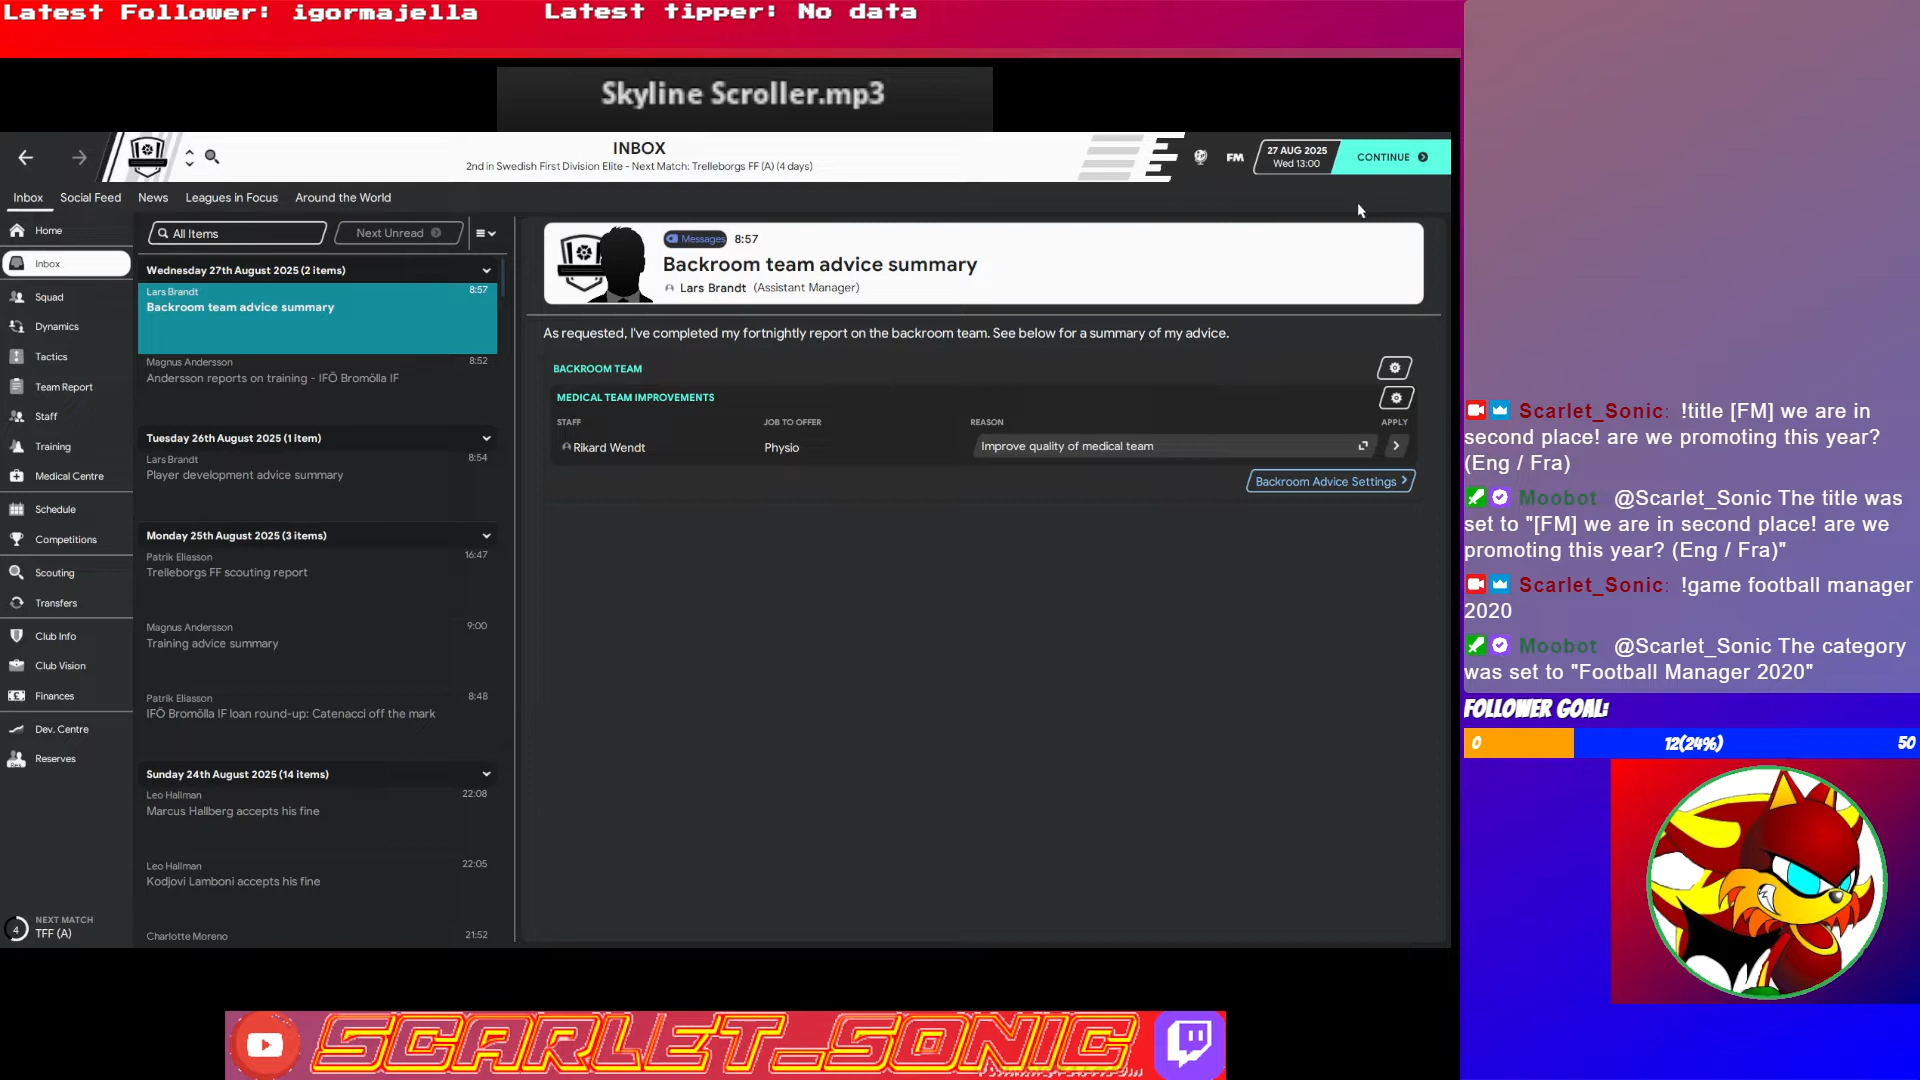 Latest Follower: igormajella
Latest tipper: No data
Skyline Scroller.mp3
INBOX
2nd in Swedish First Division Elite - Next Match: Trelleborgs FF (A) (4 days)
FM
27 AUG 2025
Wed 13:00
CONTINUE
Inbox
Social Feed
News
Leagues in Focus
Around the World
Home
Inbox
Squad
Dynamics
Tactics
Team Report
Staff
Training
Medical Centre
Schedule
Competitions
Scouting
Transfers
Club Info
Club Vision
Finances
Dev. Centre
Reserves
4
NEXT MATCH
TFF (A)
All Items
Next Unread
Wednesday 27th August 2025 (2 items)
Lars Brandt
8:57
Backroom team advice summary
Magnus Andersson
8:52
Andersson reports on training - IFÖ Bromölla IF
Tuesday 26th August 2025 (1 item)
Lars Brandt
8:54
Player development advice summary
Monday 25th August 2025 (3 items)
Patrik Eliasson
16:47
Trelleborgs FF scouting report
Magnus Andersson
9:00
Training advice summary
Patrik Eliasson
8:48
IFÖ Bromölla IF loan round-up: Catenacci off the mark
Sunday 24th August 2025 (14 items)
Leo Hallman
22:08
Marcus Hallberg accepts his fine
Leo Hallman
22:05
Kodjovi Lamboni accepts his fine
Charlotte Moreno
21:52
Messages
8:57
Backroom team advice summary
Lars Brandt (Assistant Manager)
As requested, I've completed my fortnightly report on the backroom team. See below for a summary of my advice.
BACKROOM TEAM
MEDICAL TEAM IMPROVEMENTS
STAFF
JOB TO OFFER
REASON
APPLY
Rikard Wendt
Physio
Improve quality of medical team
Backroom Advice Settings
Scarlet_Sonic: !title [FM] we are in
second place! are we promoting this year?
(Eng / Fra)
Moobot @Scarlet_Sonic The title was
set to "[FM] we are in second place! are we
promoting this year? (Eng / Fra)"
Scarlet_Sonic: !game football manager
2020
Moobot @Scarlet_Sonic The category
was set to "Football Manager 2020"
FOLLOWER GOAL:
0
12(24%)
50
SCARLET_SONIC